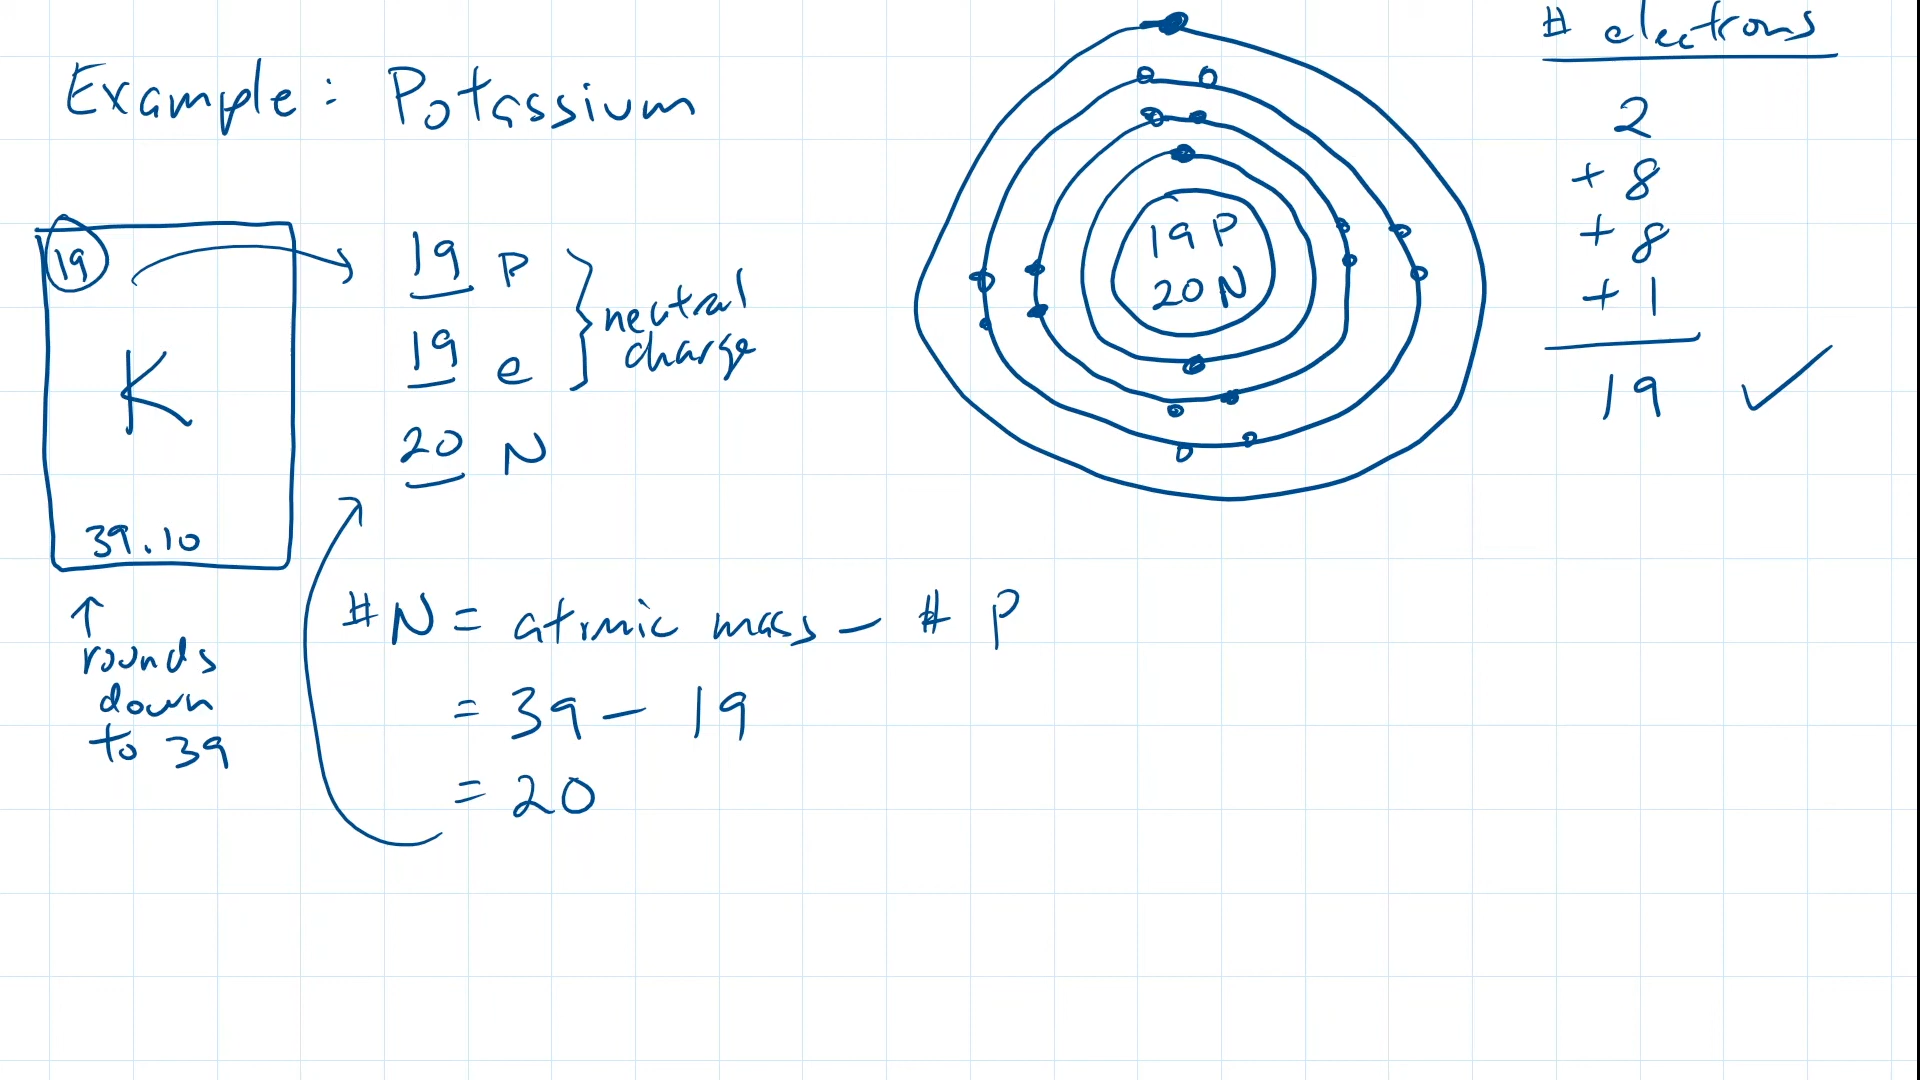 Example: Potassium
19
K
39.10
↑
rounds
down
to 39
19 P
19 e
20 N
neutral
charge
# N = atomic mass - # P
= 39 - 19
= 20
19 P
20 N
# electrons
2
+ 8
+ 8
+ 1
19 ✓